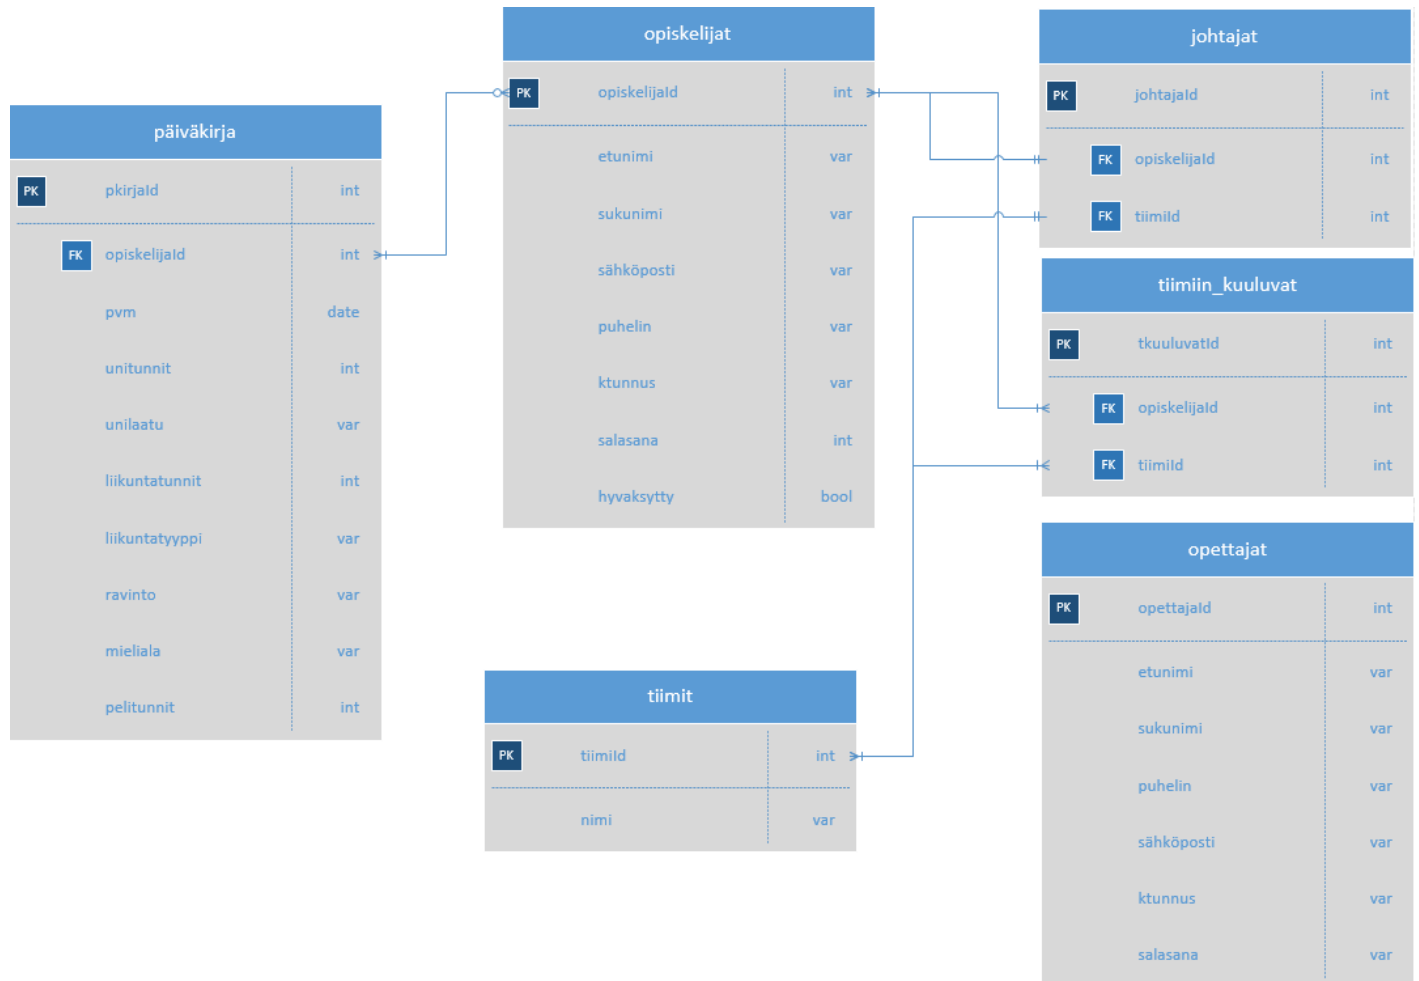 päiväkirja
PK pkirjaId int
FK opiskelijaId int
pvm date
unitunnit int
unilaatu var
liikuntatunnit int
liikuntatyyppi var
ravinto var
mieliala var
pelitunnit int
opiskelijat
PK opiskelijaId int
etunimi var
sukunimi var
sähköposti var
puhelin var
ktunnus var
salasana int
hyvaksytty bool
tiimit
PK tiimiId int
nimi var
johtajat
PK johtajaId int
FK opiskelijaId int
FK tiimiId int
tiimiin_kuuluvat
PK tkuuluvatId int
FK opiskelijaId int
FK tiimiId int
opettajat
PK opettajaId int
etunimi var
sukunimi var
puhelin var
sähköposti var
ktunnus var
salasana var